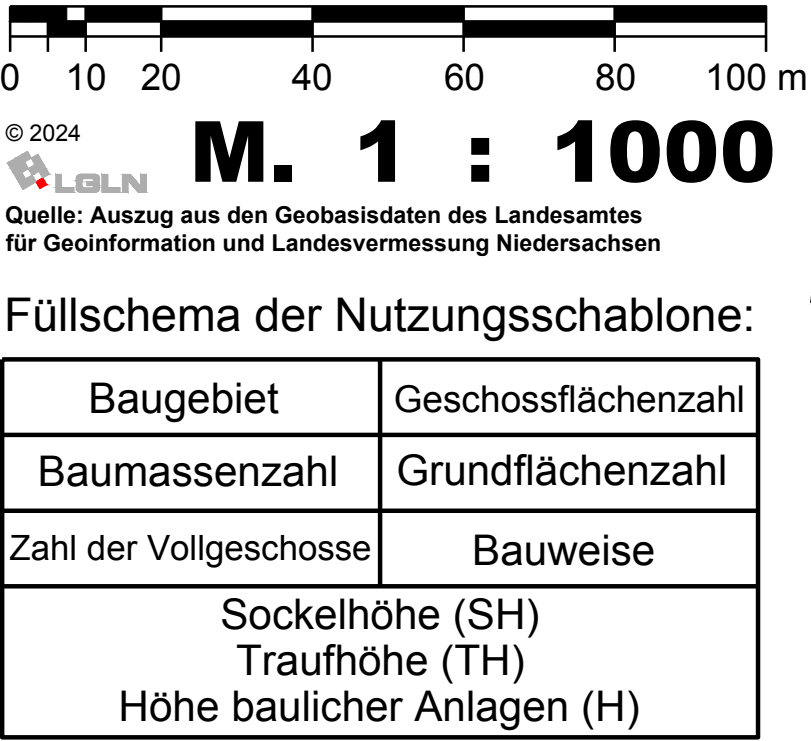 0 10 20 40 60 80 100 m
© 2024
LGLN
M. 1 : 1000
Quelle: Auszug aus den Geobasisdaten des Landesamtes
für Geoinformation und Landesvermessung Niedersachsen
Füllschema der Nutzungsschablone:
Baugebiet Geschossflächenzahl
Baumassenzahl Grundflächenzahl
Zahl der Vollgeschosse Bauweise
Sockelhöhe (SH)
Traufhöhe (TH)
Höhe baulicher Anlagen (H)